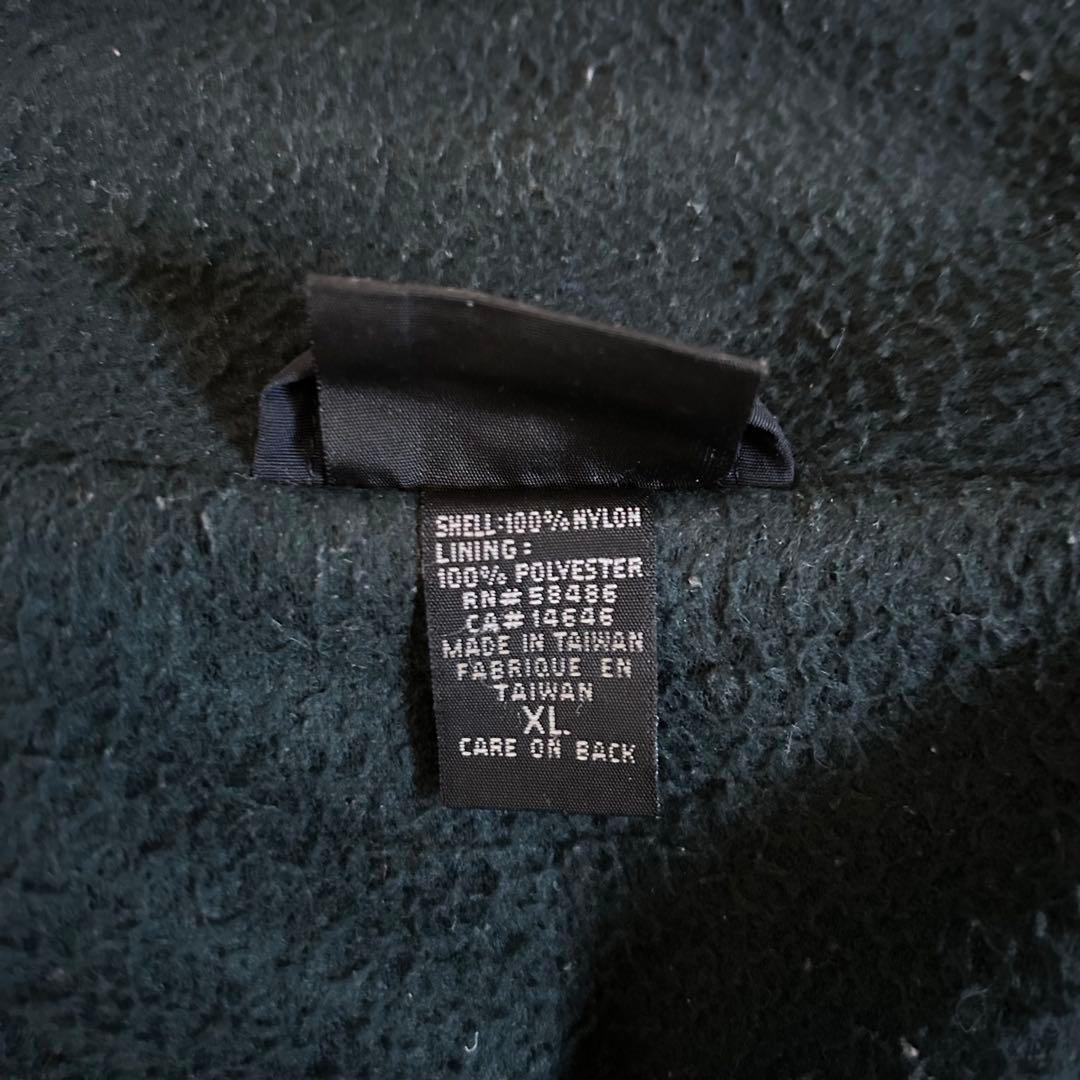 SHELL:100% NYLON
LINING:
100% POLYESTER
RN# 58486
CA# 14646
MADE IN TAIWAN
FABRIQUE EN
TAIWAN
XL.
CARE ON BACK